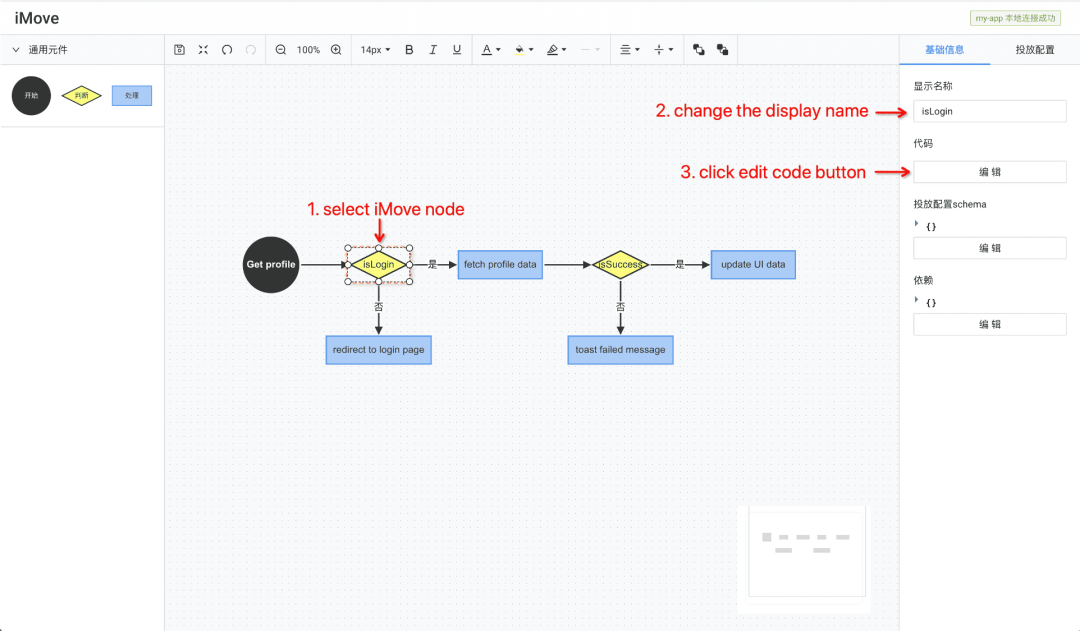 iMove
my-app 本地连接成功
通用元件
100%
14px
B
I
U
A
基础信息
投放配置
开始
判断
处理
显示名称
2. change the display name
isLogin
代码
3. click edit code button
编 辑
投放配置schema
{}
编 辑
依赖
{}
编 辑
1. select iMove node
Get profile
isLogin
是
fetch profile data
isSuccess
是
update UI data
否
否
redirect to login page
toast failed message